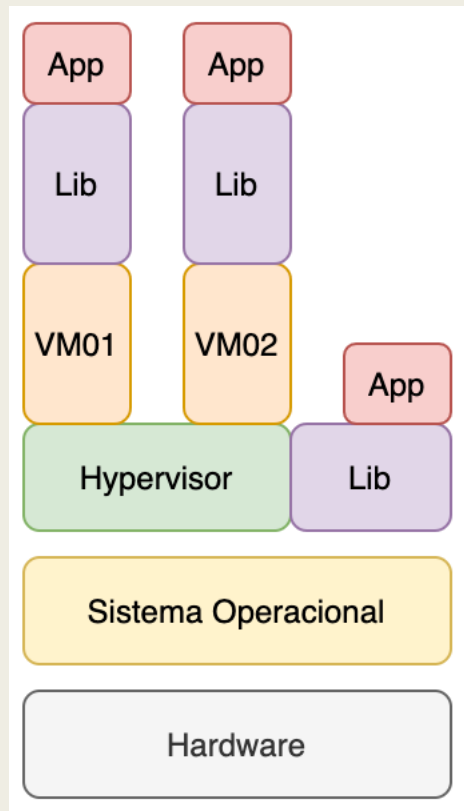 App
App
Lib
Lib
VM01
VM02
App
Hypervisor
Lib
Sistema Operacional
Hardware